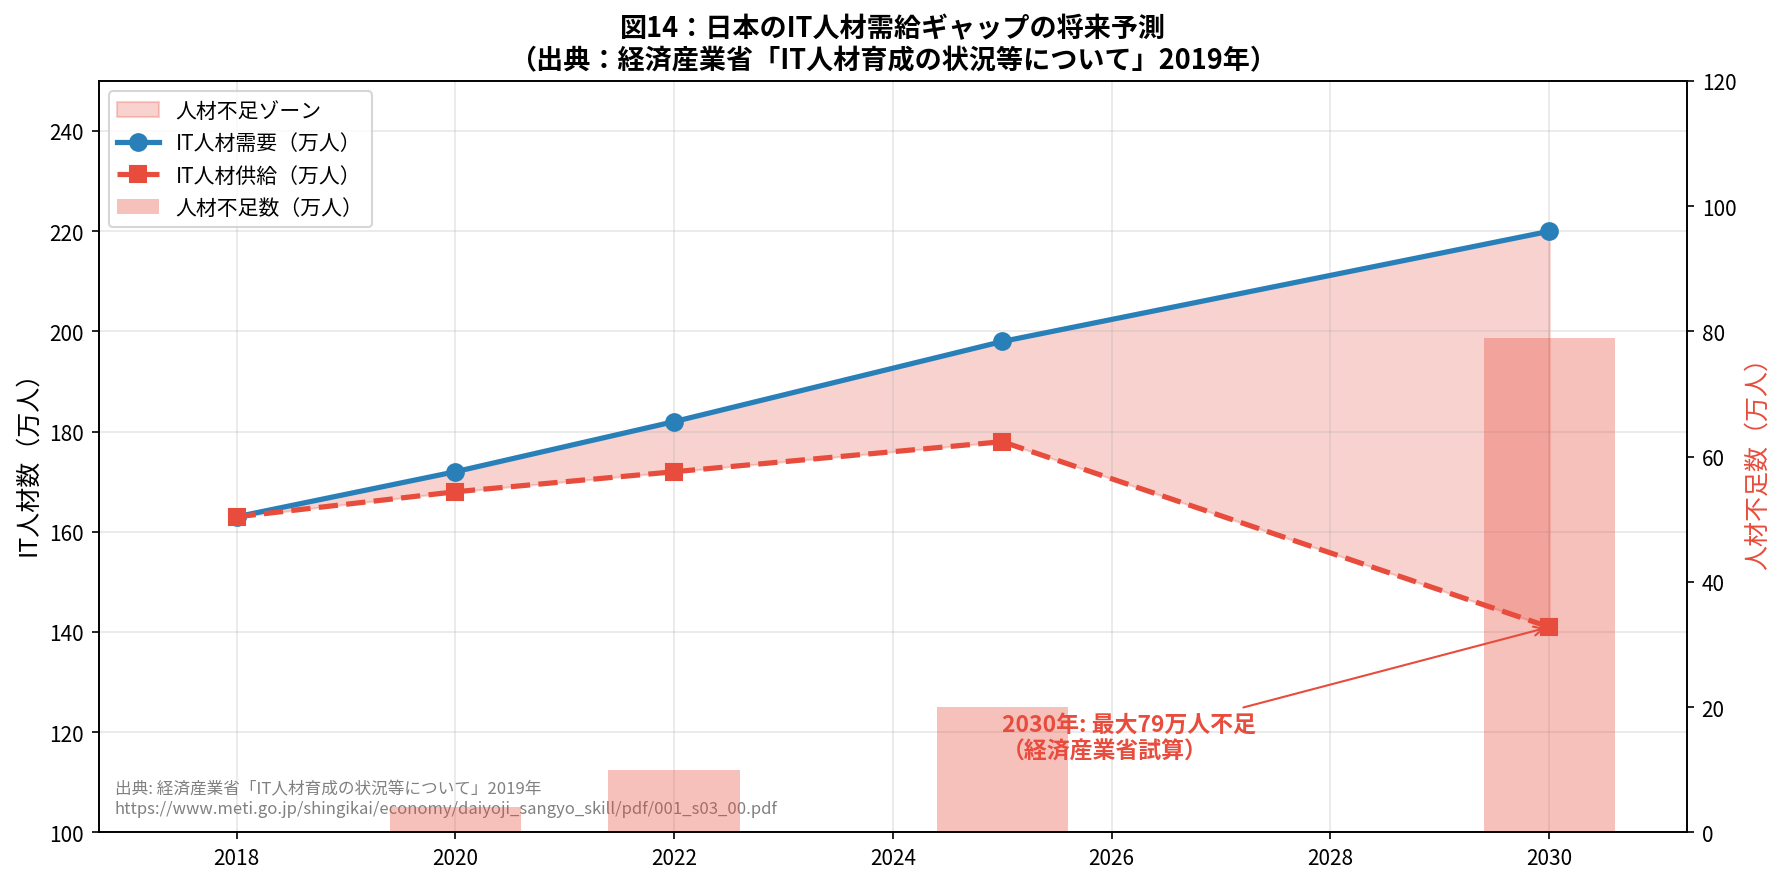 図14：日本のIT人材需給ギャップの将来予測
（出典：経済産業省「IT人材育成の状況等について」2019年）
人材不足ゾーン
IT人材需要（万人）
IT人材供給（万人）
人材不足数（万人）
IT人材数（万人）
240
220
200
180
160
140
120
100
人材不足数（万人）
120
100
80
60
40
20
0
2030年: 最大79万人不足
（経済産業省試算）
出典: 経済産業省「IT人材育成の状況等について」2019年
https://www.meti.go.jp/shingikai/economy/daiyoji_sangyo_skill/pdf/001_s03_00.pdf
2018
2020
2022
2024
2026
2028
2030